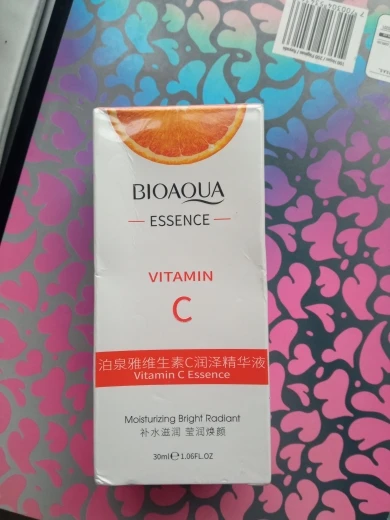 BIOAQUA
ESSENCE
VITAMIN
C
泊泉雅维生素C润泽精华液
Vitamin C Essence
Moisturizing Bright Radiant
补水滋润 莹润焕颜
30ml℮1.06FL.OZ